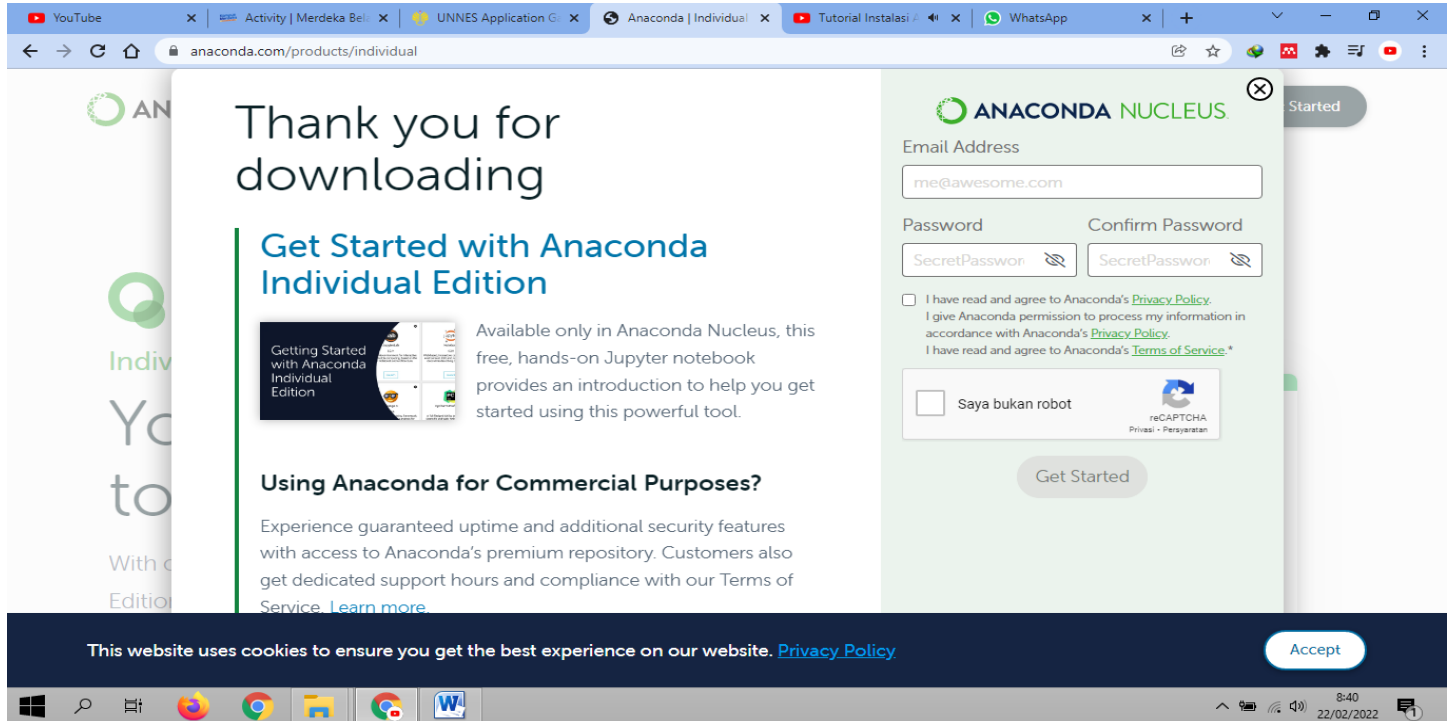 YouTube
Activity | Merdeka Bel
UNNES Application Ga
Anaconda | Individual
Tutorial Instalasi A
WhatsApp
anaconda.com/products/individual
AN
Started
Thank you for
downloading
Get Started with Anaconda
Individual Edition
Getting Started
with Anaconda
Individual
Edition
Available only in Anaconda Nucleus, this
free, hands-on Jupyter notebook
provides an introduction to help you get
started using this powerful tool.
Using Anaconda for Commercial Purposes?
Experience guaranteed uptime and additional security features
with access to Anaconda's premium repository. Customers also
get dedicated support hours and compliance with our Terms of
Service. Learn more.
Indiv
Yo
to
With o
Edition
ANACONDA NUCLEUS.
Email Address
me@awesome.com
Password
Confirm Password
SecretPasswor
SecretPasswor
I have read and agree to Anaconda's Privacy Policy.
I give Anaconda permission to process my information in
accordance with Anaconda's Privacy Policy.
I have read and agree to Anaconda's Terms of Service.*
Saya bukan robot
reCAPTCHA
Privasi - Persyaratan
Get Started
This website uses cookies to ensure you get the best experience on our website. Privacy Policy
Accept
8:40
22/02/2022
1